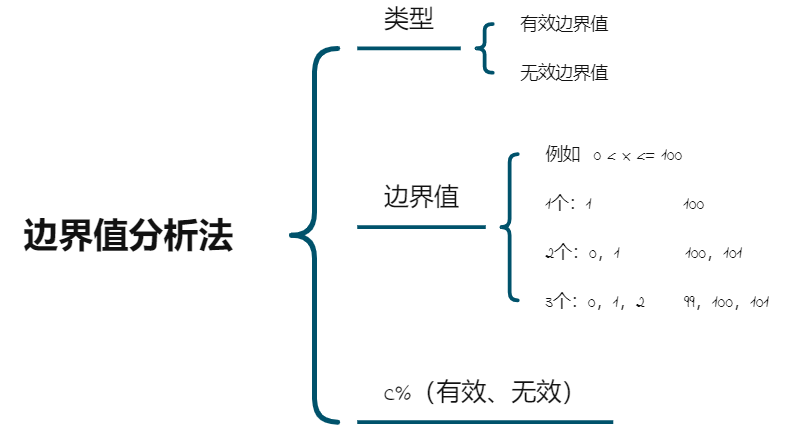 类型
有效边界值
无效边界值
边界值分析法
边界值
例如 0 < x <= 100
1个：1 100
2个：0，1 100，101
3个：0，1，2 99，100，101
c%（有效、无效）